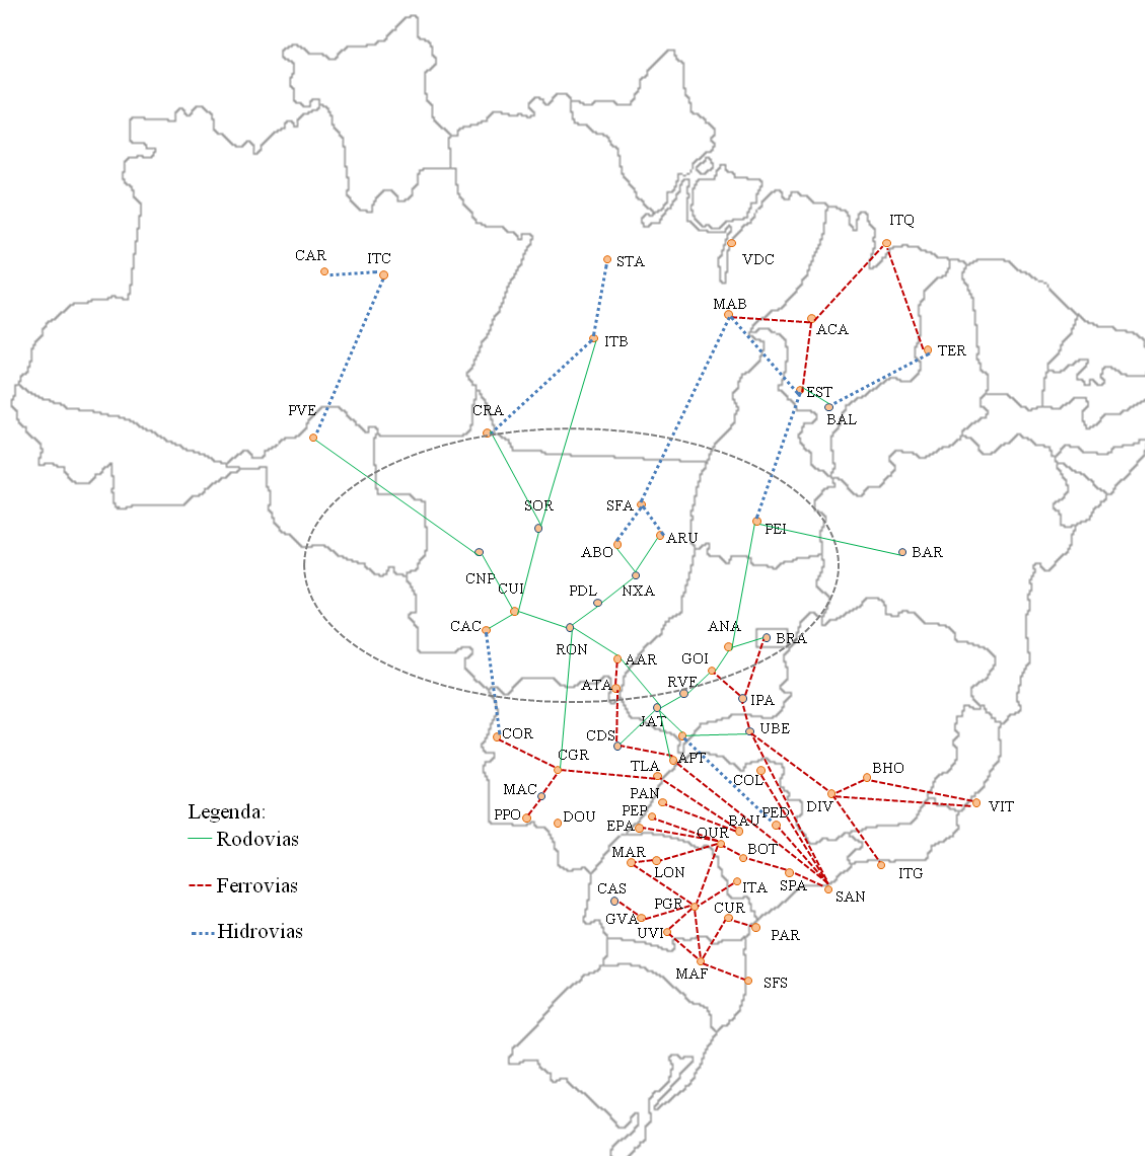 ITQ
CAR
ITC
STA
VDC
MAB
ACA
ITB
TER
EST
PVE
CRA
BAL
SOR
SFA
PEI
ABO
ARU
BAR
CNP
CUI
PDL
NXA
CAC
ANA
BRA
RON
AAR
GOI
ATA
RVE
IPA
JAT
UBE
COR
CDS
CGR
APT
TLA
COL
BHO
MAC
PAN
DIV
VIT
PPO
DOU
PEP
BAU
PED
EPA
OUR
BOT
ITG
MAR
LON
SPA
SAN
CAS
ITA
PGR
CUR
GVA
UVI
PAR
MAF
SFS
Legenda:
Rodovias
Ferrovias
Hidrovias